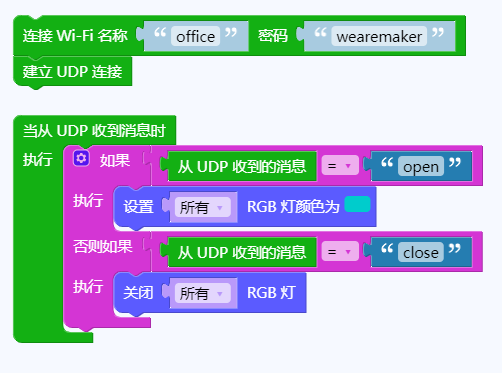 连接 Wi-Fi 名称 “ office ” 密码 “ wearemaker ”
建立 UDP 连接
当从 UDP 收到消息时
执行 如果 从 UDP 收到的消息 = “ open ”
执行 设置 所有 RGB 灯颜色为
否则如果 从 UDP 收到的消息 = “ close ”
执行 关闭 所有 RGB 灯